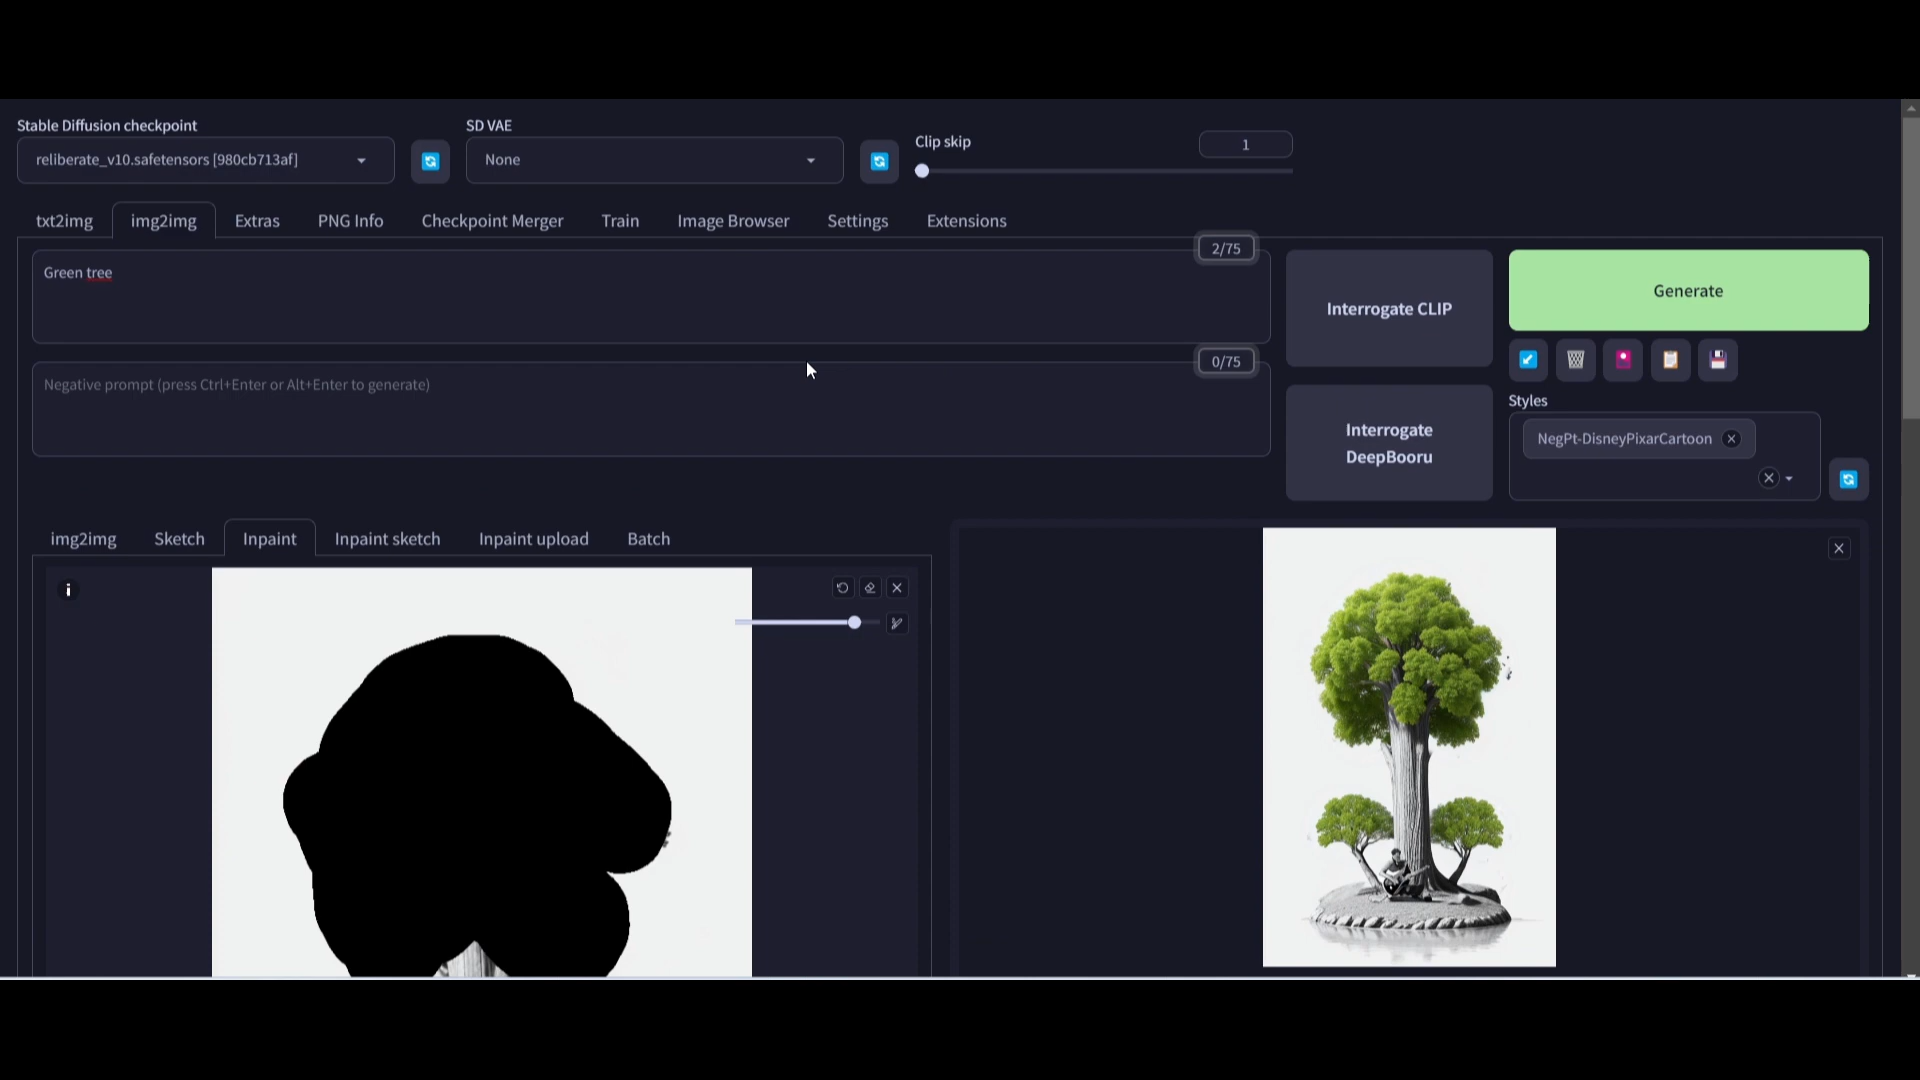 Stable Diffusion checkpoint
SD VAE
Clip skip
1
reliberate_v10.safetensors [980cb713af]
None
txt2img
img2img
Extras
PNG Info
Checkpoint Merger
Train
Image Browser
Settings
Extensions
2/75
Green tree
Interrogate CLIP
Generate
0/75
Negative prompt (press Ctrl+Enter or Alt+Enter to generate)
Interrogate
DeepBooru
Styles
NegPt-DisneyPixarCartoon
img2img
Sketch
Inpaint
Inpaint sketch
Inpaint upload
Batch